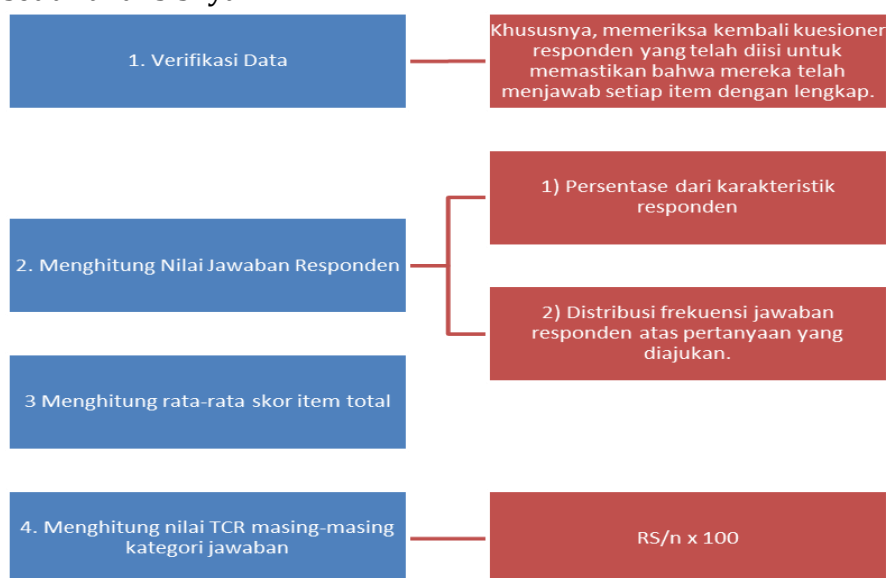 1. Verifikasi Data
Khususnya, memeriksa kembali kuesioner
responden yang telah diisi untuk
memastikan bahwa mereka telah
menjawab setiap item dengan lengkap.
2. Menghitung Nilai Jawaban Responden
1) Persentase dari karakteristik
responden
2) Distribusi frekuensi jawaban
responden atas pertanyaan yang
diajukan.
3 Menghitung rata-rata skor item total
4. Menghitung nilai TCR masing-masing
kategori jawaban
RS/n x 100